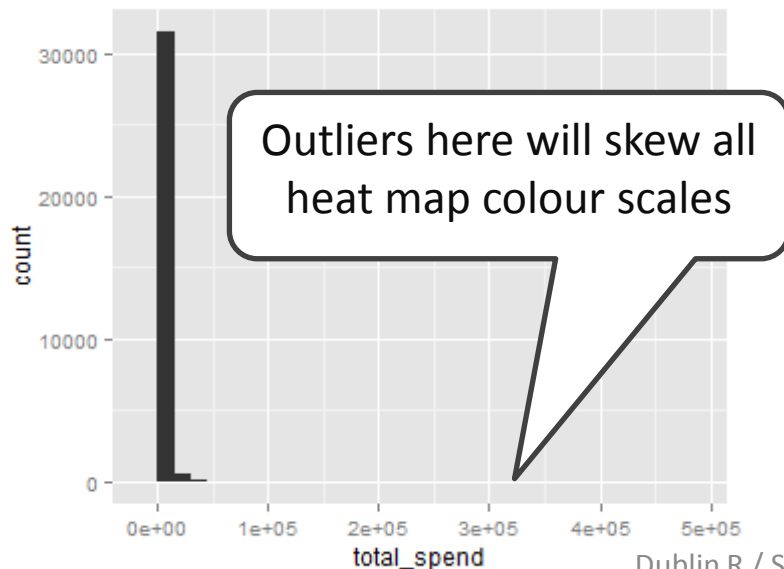 30000
20000
10000
0
count
Outliers here will skew all
heat map colour scales
0e+00 1e+05 2e+05 3e+05 4e+05 5e+05
total_spend
Dublin R / S